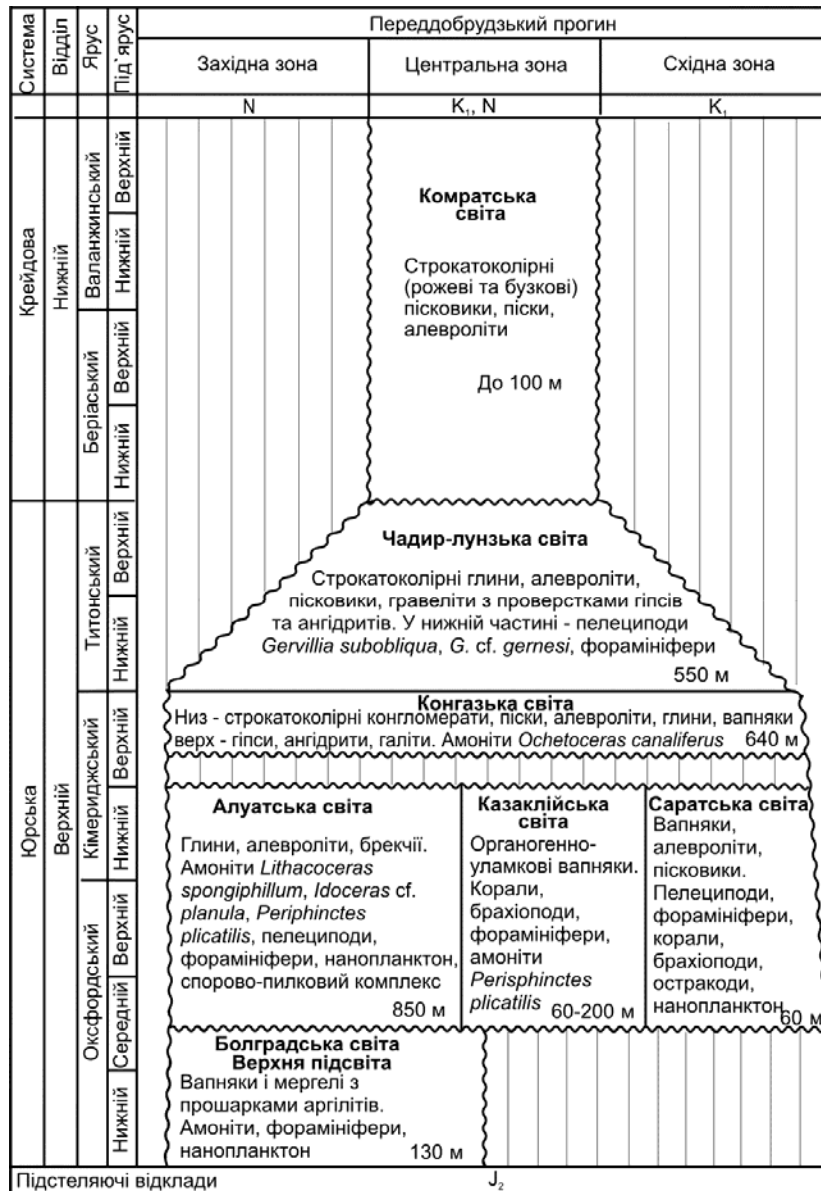 Переддобрудзький прогин
Система
Відділ
Ярус
Під`ярус
Західна зона
Центральна зона
Східна зона
N
K₁, N
K₁
Крейдова
Нижній
Валанжинський
Верхній
Нижній
Беріаський
Верхній
Нижній
Комратська
світа
Строкатоколірні
(рожеві та бузкові)
пісковики, піски,
алевроліти
До 100 м
Юрська
Верхній
Титонський
Верхній
Нижній
Чадир-лунзька світа
Строкатоколірні глини, алевроліти,
пісковики, гравеліти з проверстками гіпсів
та ангідритів. У нижній частині - пелециподи
Gervillia subobliqua, G. cf. gernesi, форамініфери
550 м
Кімериджський
Верхній
Нижній
Конгазька світа
Низ - строкатоколірні конгломерати, піски, алевроліти, глини, вапняки
верх - гіпси, ангідрити, галіти. Амоніти Ochetoceras canaliferus 640 м
Алуатська світа
Глини, алевроліти, брекчії.
Амоніти Lithacoceras
spongiphillum, Idoceras cf.
planula, Periphinctes
plicatilis, пелециподи,
форамініфери, нанопланктон,
спорово-пилковий комплекс
850 м
Казаклійська
світа
Органогенно-
уламкові вапняки.
Корали,
брахіоподи,
форамініфери,
амоніти
Perisphinctes
plicatilis 60-200 м
Саратська світа
Вапняки,
алевроліти,
пісковики.
Пелециподи,
форамініфери,
корали,
брахіоподи,
остракоди,
нанопланктон
60 м
Оксфордський
Верхній
Середній
Нижній
Болградська світа
Верхня підсвіта
Вапняки і мергелі з
прошарками аргілітів.
Амоніти, форамініфери,
нанопланктон 130 м
Підстеляючі відклади J₂